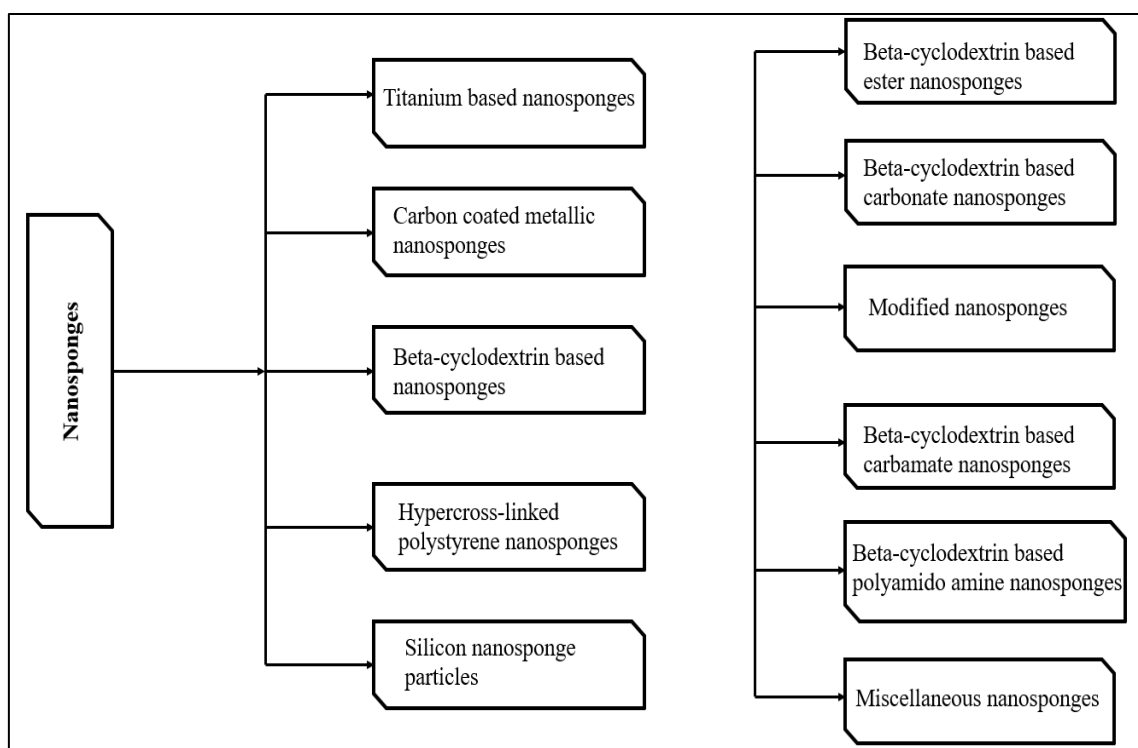 Nanosponges
Titanium based nanosponges
Carbon coated metallic
nanosponges
Beta-cyclodextrin based
nanosponges
Hypercross-linked
polystyrene nanosponges
Silicon nanosponge
particles
Beta-cyclodextrin based
ester nanosponges
Beta-cyclodextrin based
carbonate nanosponges
Modified nanosponges
Beta-cyclodextrin based
carbamate nanosponges
Beta-cyclodextrin based
polyamido amine nanosponges
Miscellaneous nanosponges